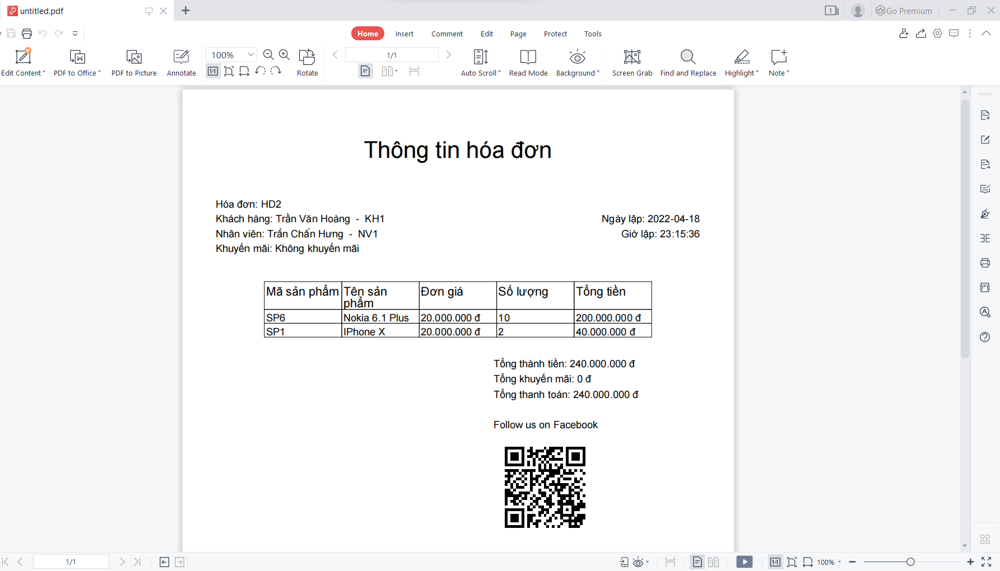 untitled.pdf
1
Go Premium
Home
Insert
Comment
Edit
Page
Protect
Tools
100%
1/1
1:1
Edit Content
PDF to Office
PDF to Picture
Annotate
Rotate
Auto Scroll
Read Mode
Background
Screen Grab
Find and Replace
Highlight
Note
Thông tin hóa đơn
Hóa đơn: HD2
Khách hàng: Trần Văn Hoàng - KH1
Ngày lập: 2022-04-18
Nhân viên: Trần Chấn Hưng - NV1
Giờ lập: 23:15:36
Khuyến mãi: Không khuyến mãi
Mã sản phẩm Tên sản phẩm Đơn giá Số lượng Tổng tiền
SP6 Nokia 6.1 Plus 20.000.000 đ 10 200.000.000 đ
SP1 IPhone X 20.000.000 đ 2 40.000.000 đ
Tổng thành tiền: 240.000.000 đ
Tổng khuyến mãi: 0 đ
Tổng thanh toán: 240.000.000 đ
Follow us on Facebook
1/1
1:1
100%